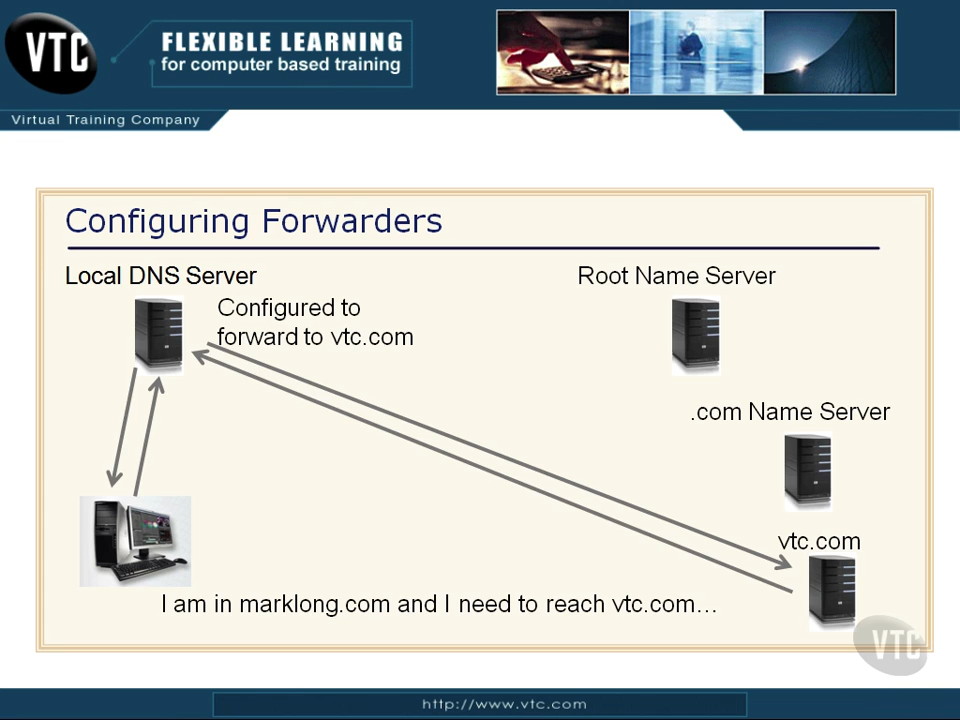 VTC
FLEXIBLE LEARNING
for computer based training
Virtual Training Company
Configuring Forwarders
Local DNS Server
Root Name Server
Configured to
forward to vtc.com
.com Name Server
vtc.com
I am in marklong.com and I need to reach vtc.com...
VTC
http://www.vtc.com